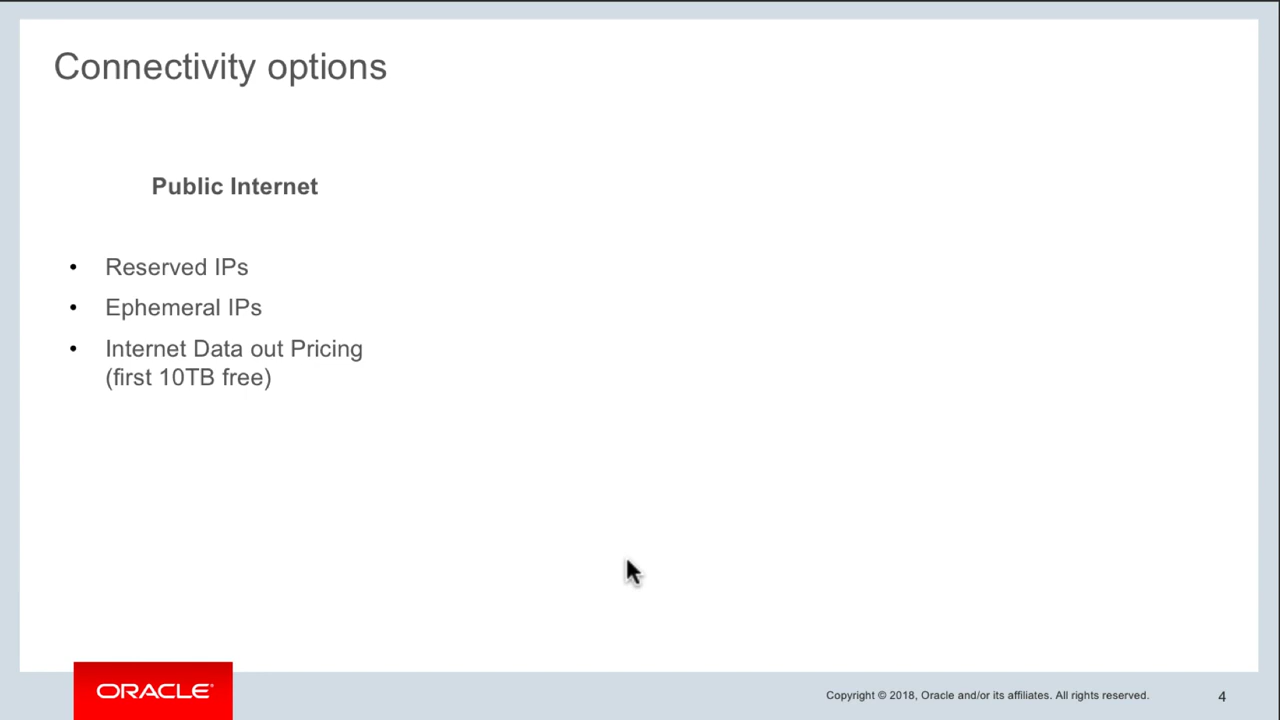 Connectivity options
Public Internet
• Reserved IPs
• Ephemeral IPs
• Internet Data out Pricing
(first 10TB free)
ORACLE®
Copyright © 2018, Oracle and/or its affiliates. All rights reserved.
4